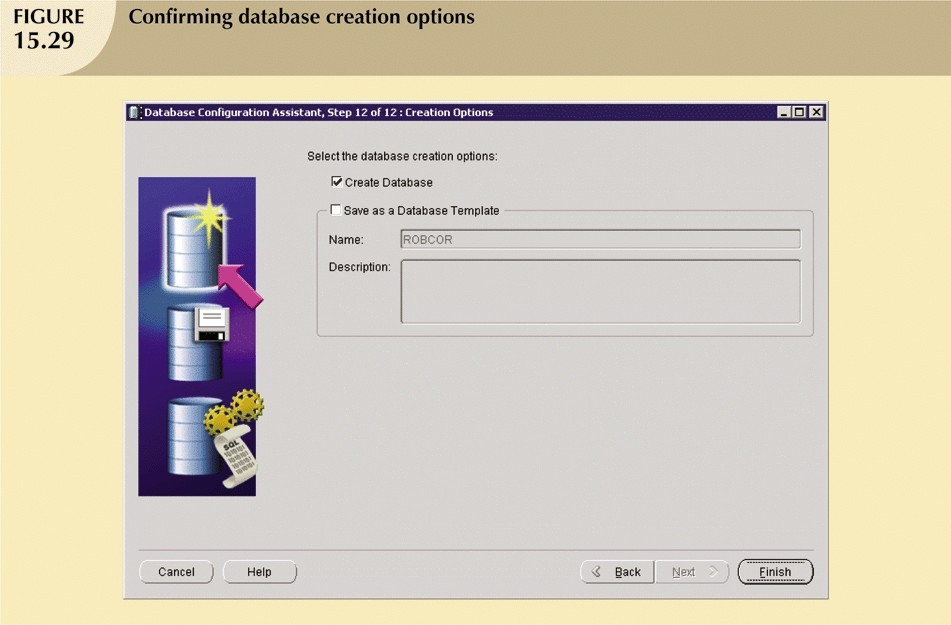 FIGURE
15.29
Confirming database creation options
Database Configuration Assistant, Step 12 of 12 : Creation Options
Select the database creation options:
Create Database
Save as a Database Template
Name:
ROBCOR
Description:
SQL
Cancel
Help
Back
Next
Finish